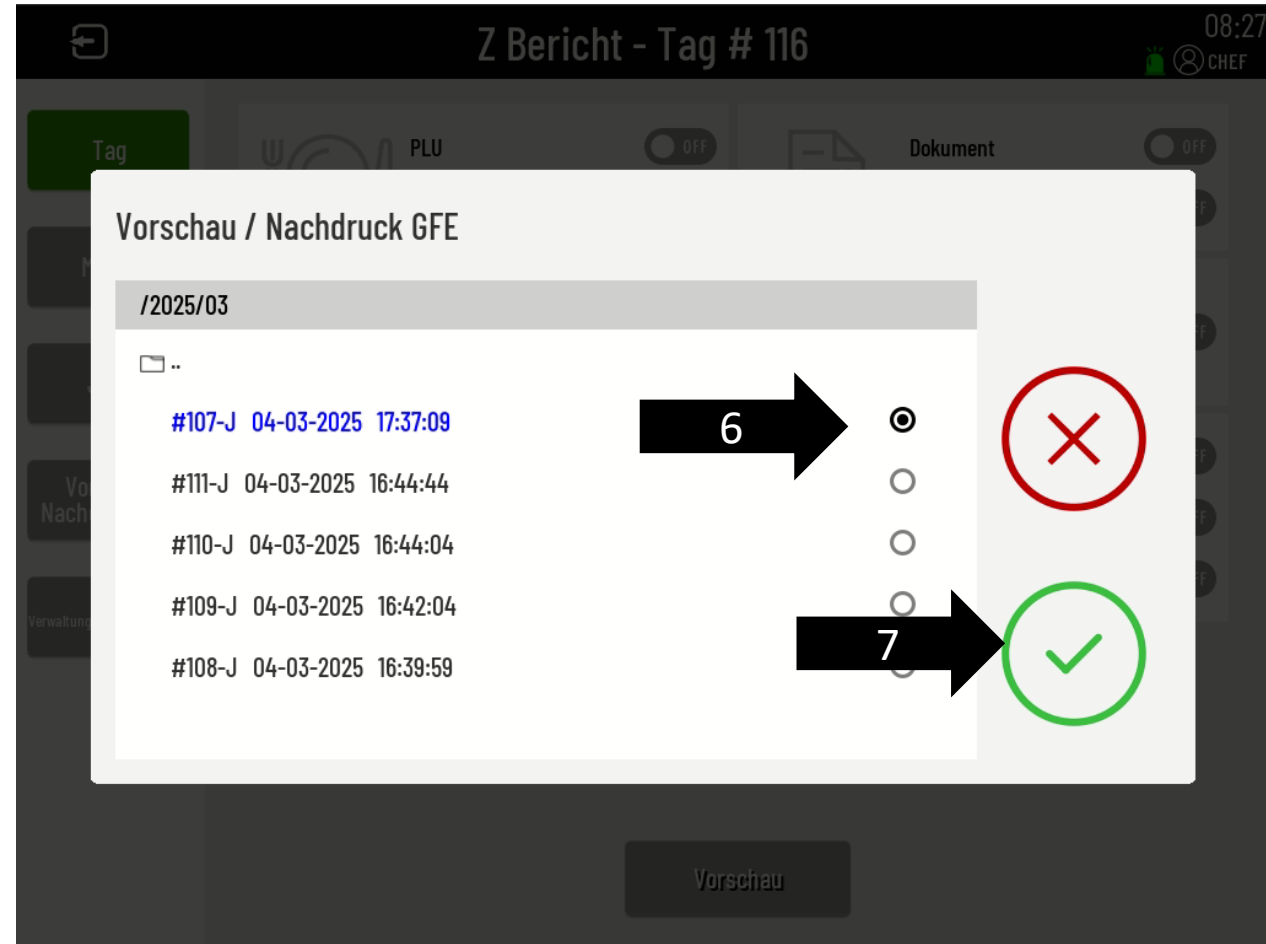 Z Bericht - Tag # 116
08:27
CHEF
Tag
PLU
OFF
Dokument
OFF
Vorschau / Nachdruck GFE
/2025/03
..
#107-J 04-03-2025 17:37:09
6
#111-J 04-03-2025 16:44:44
#110-J 04-03-2025 16:44:04
#109-J 04-03-2025 16:42:04
7
#108-J 04-03-2025 16:39:59
Vorschau